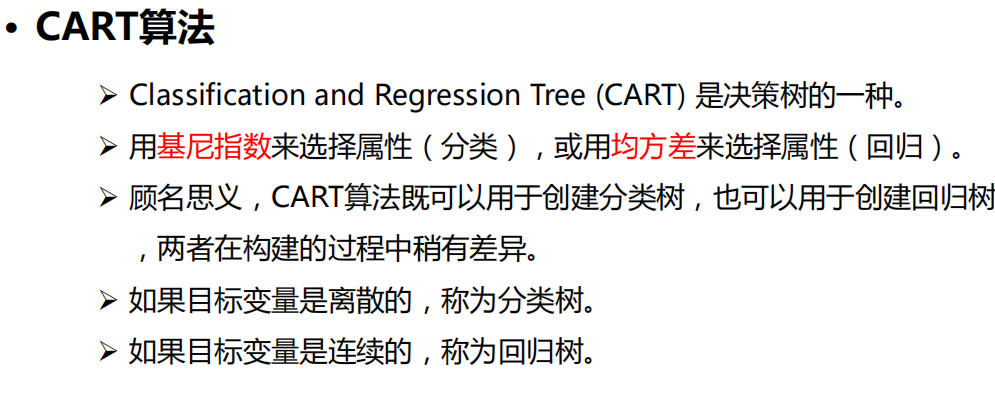 • CART算法
➢ Classification and Regression Tree (CART) 是决策树的一种。
➢ 用基尼指数来选择属性（分类），或用均方差来选择属性（回归）。
➢ 顾名思义，CART算法既可以用于创建分类树，也可以用于创建回归树
，两者在构建的过程中稍有差异。
➢ 如果目标变量是离散的，称为分类树。
➢ 如果目标变量是连续的，称为回归树。